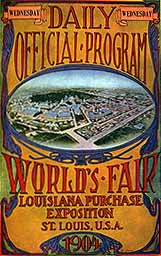 WEDNESDAY DAILY WEDNESDAY
OFFICIAL·PROGRAM
WORLD'S·FAIR
LOUISIANA PURCHASE
EXPOSITION
ST. LOUIS, U.S.A.
1904